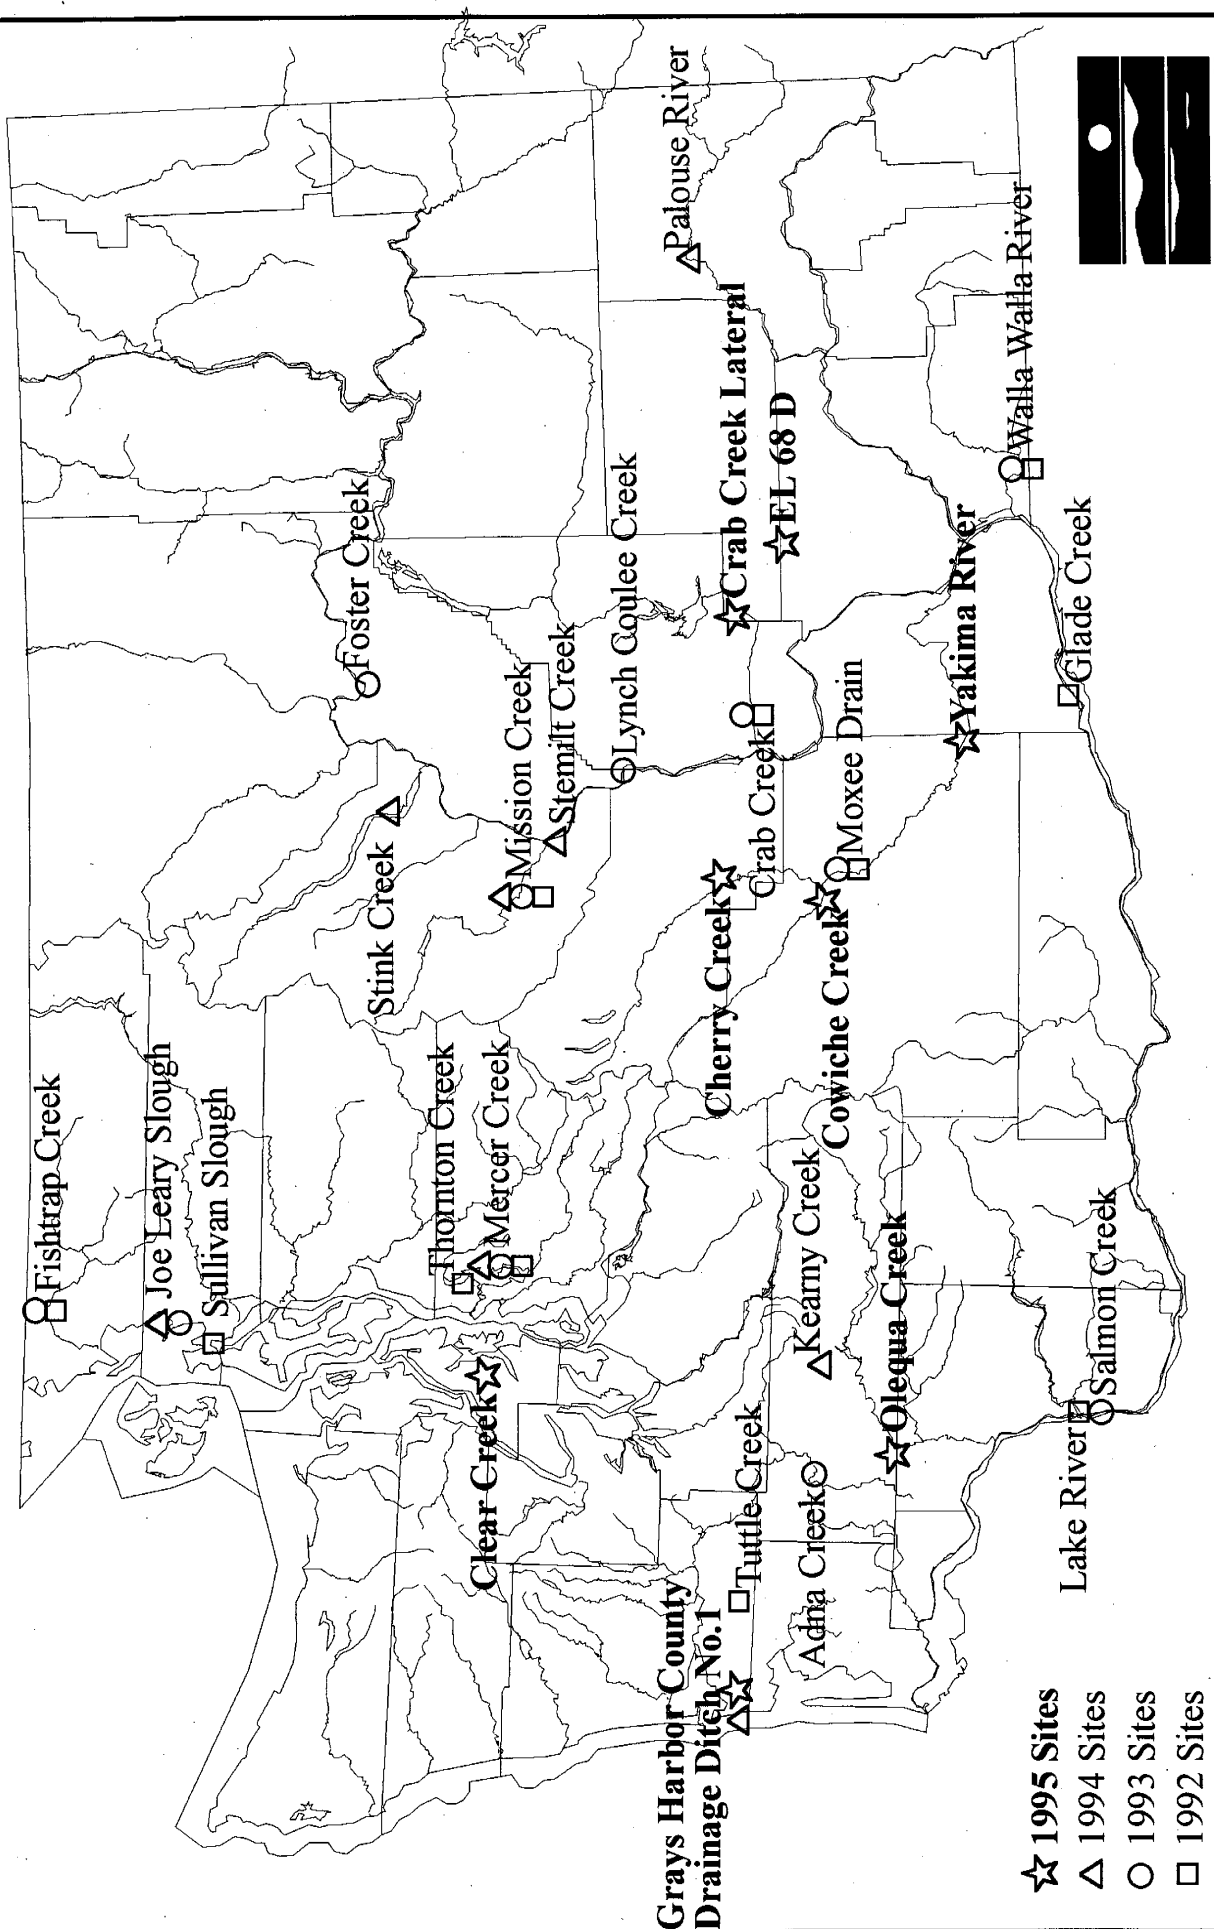 Fishtrap Creek
Joe Leary Slough
Sullivan Slough
Thornton Creek
Mercer Creek
Stink Creek
Foster Creek
Mission Creek
Stemilt Creek
Lynch Coulee Creek
Palouse River
Crab Creek Lateral
EL 68 D
Cherry Creek
Crab Creek
Cowiche Creek
Moxee Drain
Yakima River
Walla Walla River
Glade Creek
Clear Creek
Grays Harbor County
Drainage Ditch No.1
Tuttle Creek
Adna Creek
Kearny Creek
Olequa Creek
Lake River
Salmon Creek
1995 Sites
1994 Sites
1993 Sites
1992 Sites